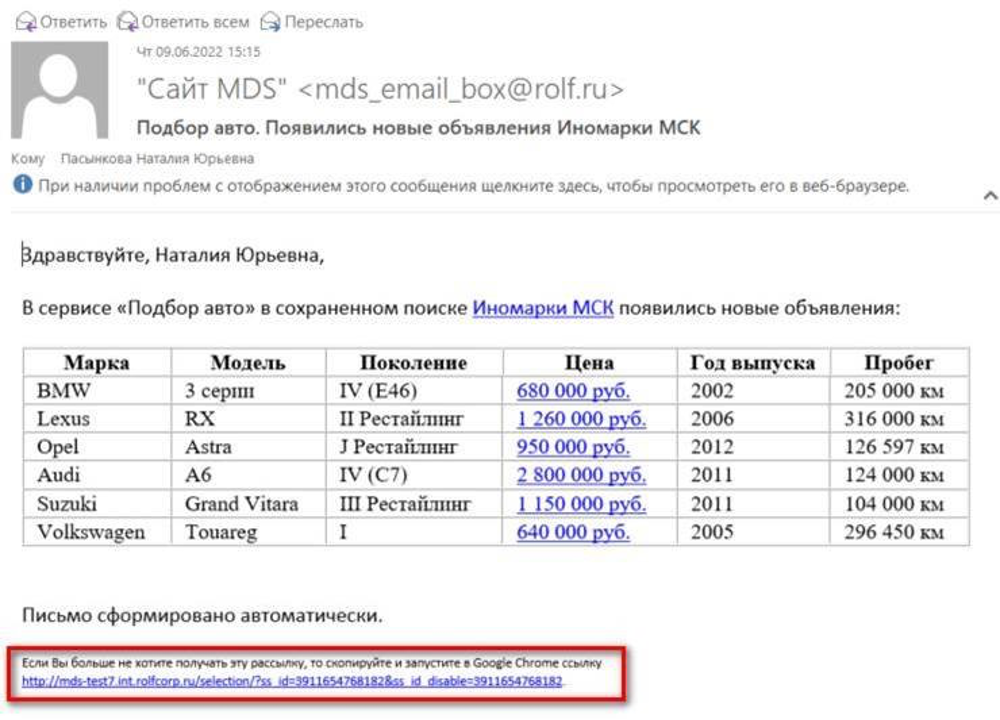 Ответить Ответить всем Переслать
Чт 09.06.2022 15:15
"Сайт MDS" <mds_email_box@rolf.ru>
Подбор авто. Появились новые объявления Иномарки МСК
Кому Пасынкова Наталия Юрьевна
При наличии проблем с отображением этого сообщения щелкните здесь, чтобы просмотреть его в веб-браузере.
Здравствуйте, Наталия Юрьевна,
В сервисе «Подбор авто» в сохраненном поиске Иномарки МСК появились новые объявления:
Марка Модель Поколение Цена Год выпуска Пробег
BMW 3 серии IV (E46) 680 000 руб. 2002 205 000 км
Lexus RX II Рестайлинг 1 260 000 руб. 2006 316 000 км
Opel Astra J Рестайлинг 950 000 руб. 2012 126 597 км
Audi A6 IV (C7) 2 800 000 руб. 2011 124 000 км
Suzuki Grand Vitara III Рестайлинг 1 150 000 руб. 2011 104 000 км
Volkswagen Touareg I 640 000 руб. 2005 296 450 км
Письмо сформировано автоматически.
Если Вы больше не хотите получать эту рассылку, то скопируйте и запустите в Google Chrome ссылку
http://mds-test7.int.rolfcorp.ru/selection/?ss_id=3911654768182&ss_id_disable=3911654768182.